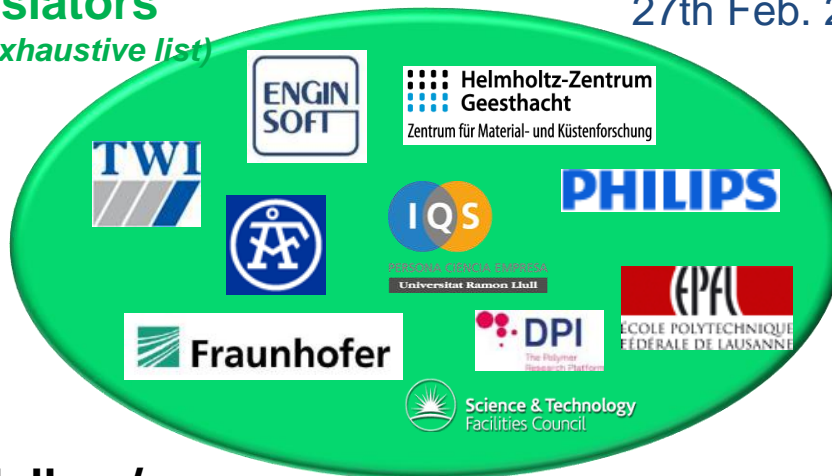 slators
27th Feb. 2
xhaustive list)
ENGIN
SOFT
Helmholtz-Zentrum
Geesthacht
Zentrum für Material- und Küstenforschung
TWI
PHILIPS
ÅF
IQS
PERSONA CIENCIA EMPRESA
Universitat Ramon Llull
EPFL
ÉCOLE POLYTECHNIQUE
FÉDÉRALE DE LAUSANNE
Fraunhofer
DPI
The Polymer
Research Platform
Science & Technology
Facilities Council